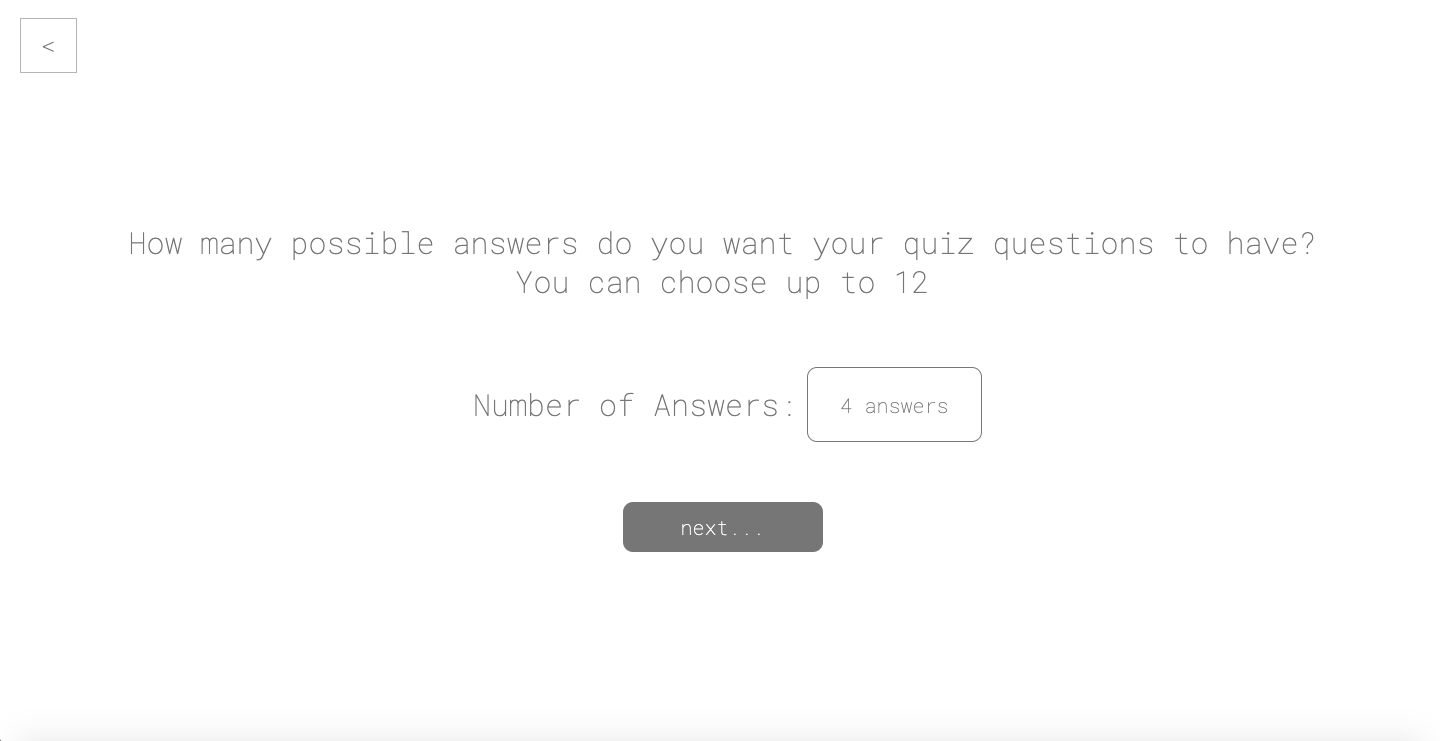 <
How many possible answers do you want your quiz questions to have?
You can choose up to 12
Number of Answers: 4 answers
next...